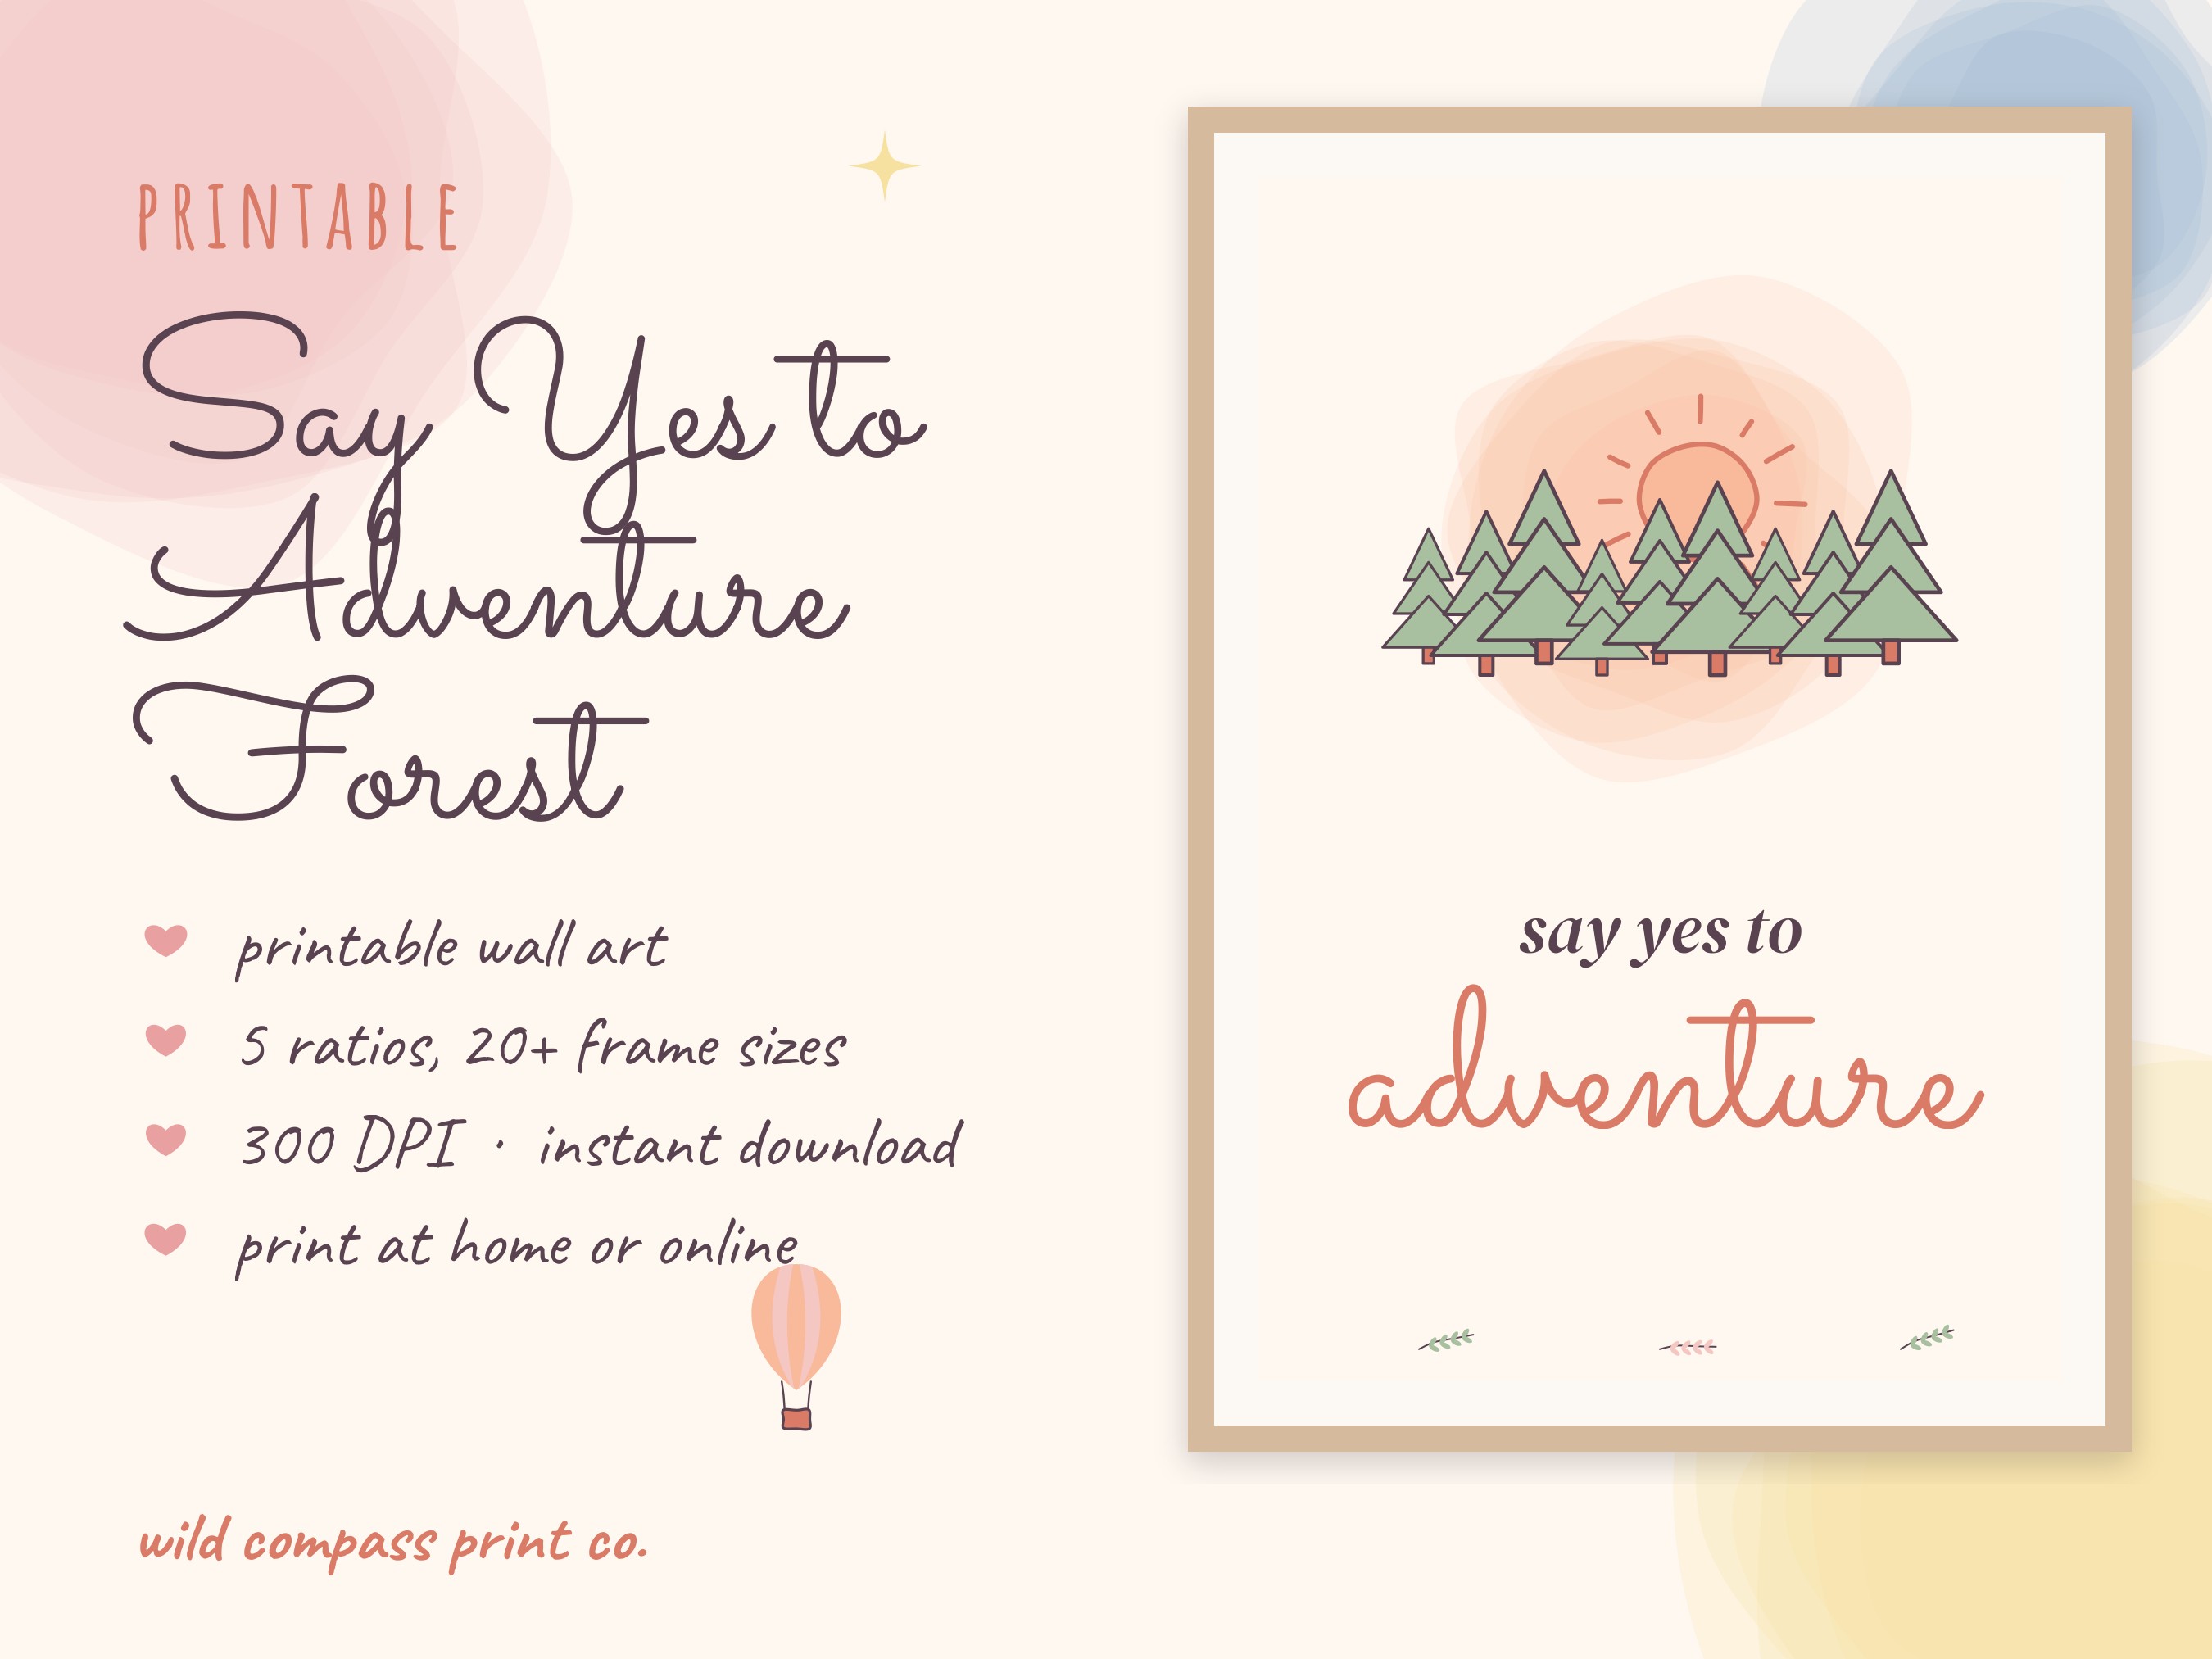 PRINTABLE
Say Yes to
Adventure
Forest
printable wall art
5 ratios, 20+ frame sizes
300 DPI · instant download
print at home or online
wild compass print co.
say yes to
adventure